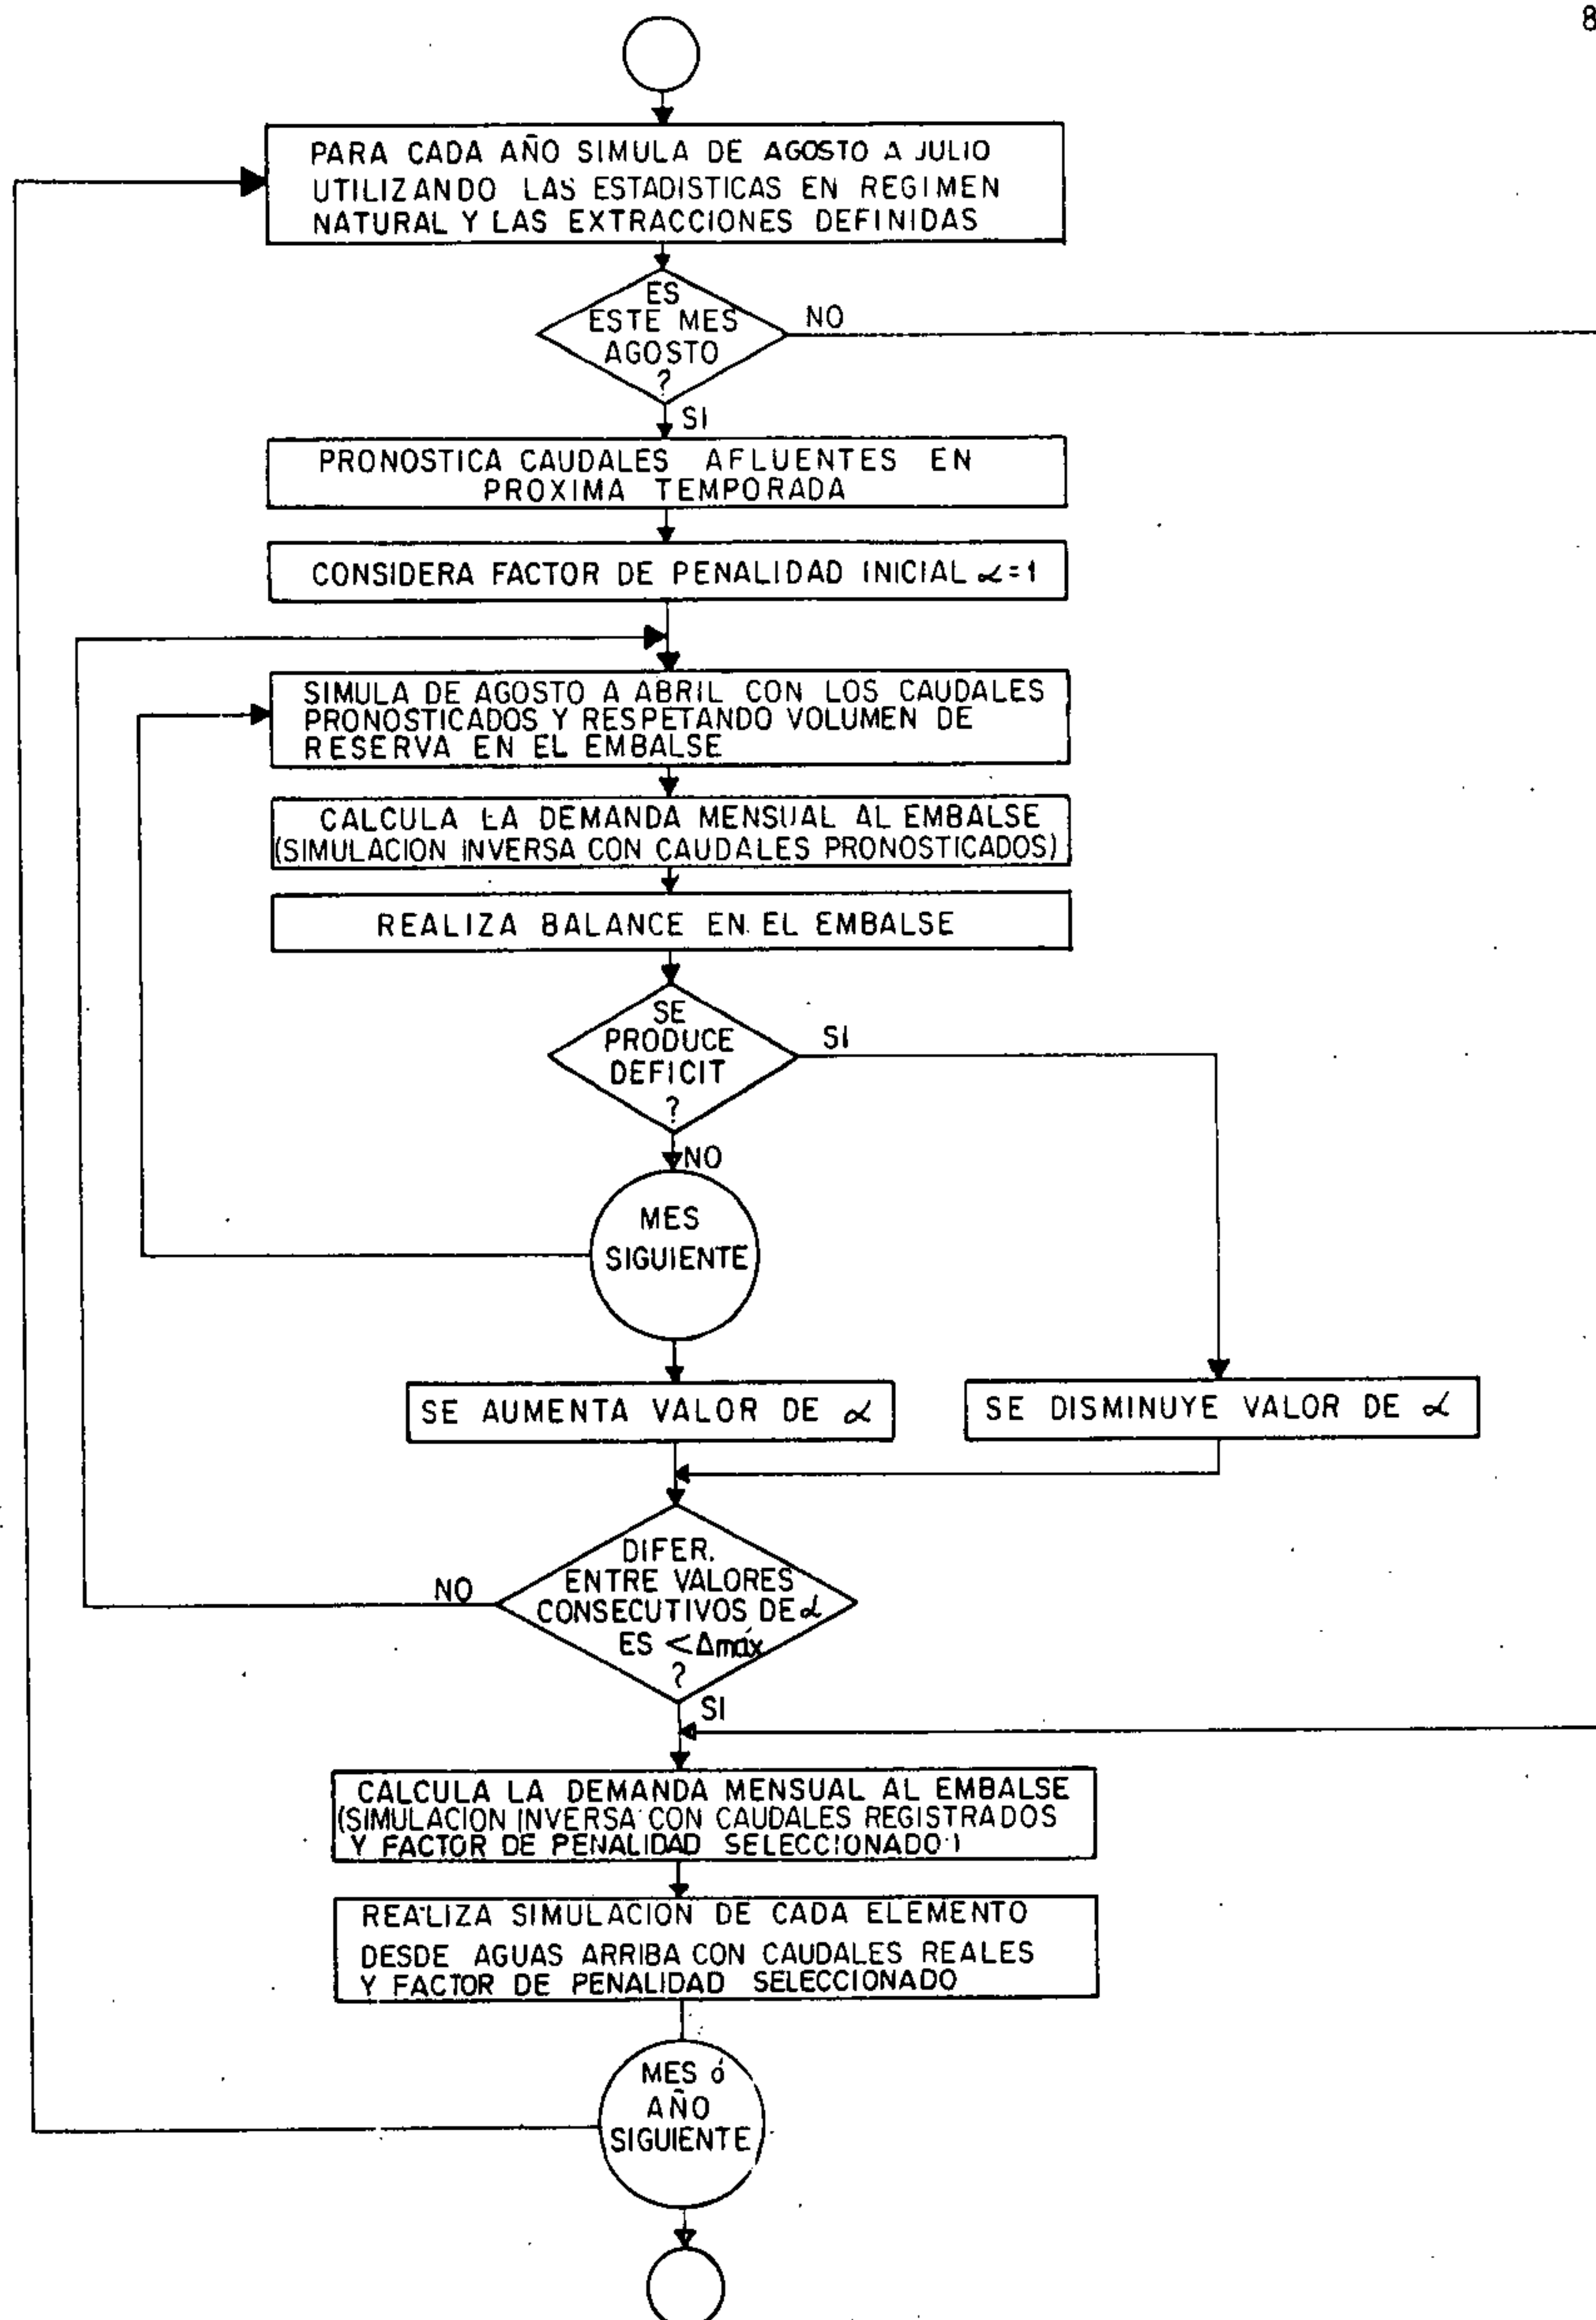 8
PARA CADA AÑO SIMULA DE AGOSTO A JULIO
UTILIZANDO LAS ESTADISTICAS EN REGIMEN
NATURAL Y LAS EXTRACCIONES DEFINIDAS
ES
ESTE MES
AGOSTO
?
NO
SI
PRONOSTICA CAUDALES AFLUENTES EN
PROXIMA TEMPORADA
CONSIDERA FACTOR DE PENALIDAD INICIAL α=1
SIMULA DE AGOSTO A ABRIL CON LOS CAUDALES
PRONOSTICADOS Y RESPETANDO VOLUMEN DE
RESERVA EN EL EMBALSE
CALCULA LA DEMANDA MENSUAL AL EMBALSE
(SIMULACION INVERSA CON CAUDALES PRONOSTICADOS)
REALIZA BALANCE EN EL EMBALSE
SE
PRODUCE
DEFICIT
?
SI
NO
MES
SIGUIENTE
SE AUMENTA VALOR DE α
SE DISMINUYE VALOR DE α
DIFER.
ENTRE VALORES
CONSECUTIVOS DE α
ES < Δmáx
?
NO
SI
CALCULA LA DEMANDA MENSUAL AL EMBALSE
(SIMULACION INVERSA CON CAUDALES REGISTRADOS
Y FACTOR DE PENALIDAD SELECCIONADO)
REALIZA SIMULACION DE CADA ELEMENTO
DESDE AGUAS ARRIBA CON CAUDALES REALES
Y FACTOR DE PENALIDAD SELECCIONADO
MES ó
AÑO
SIGUIENTE